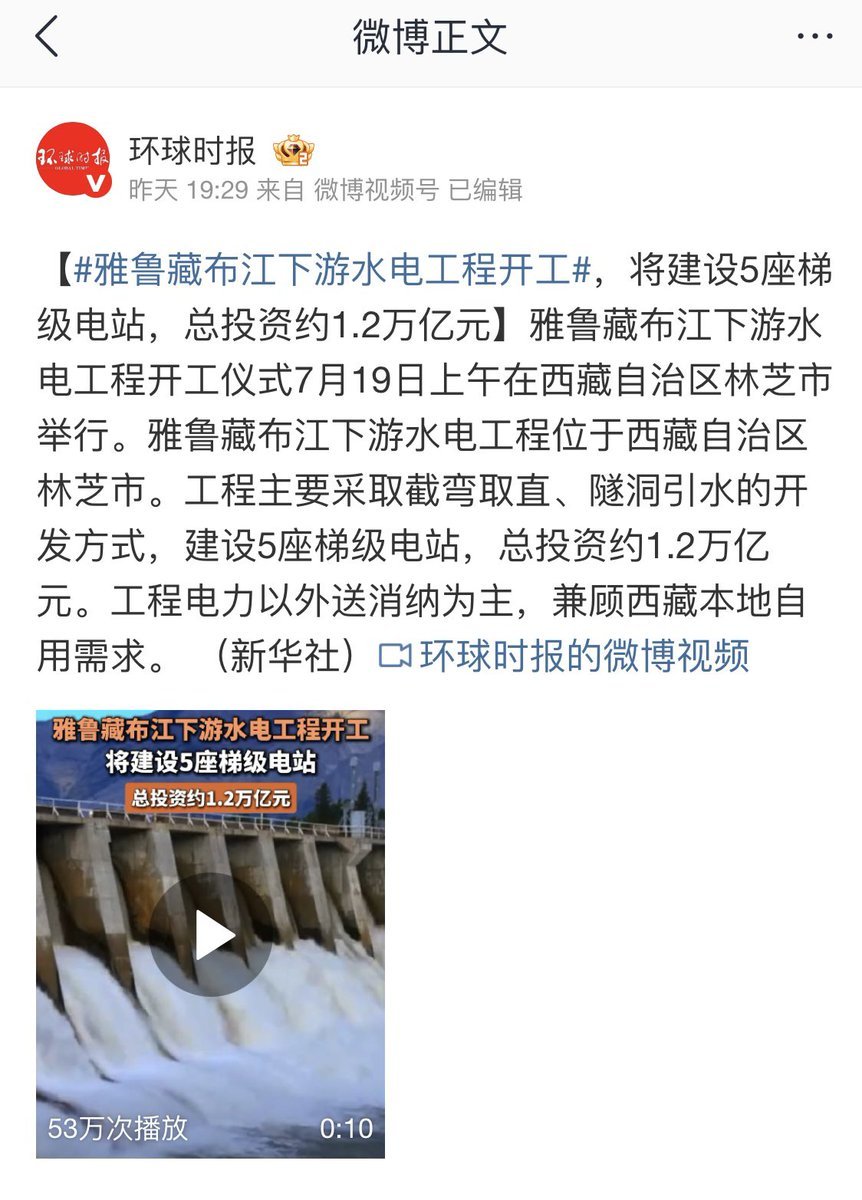 微博正文
环球时报
昨天 19:29 来自 微博视频号 已编辑
【#雅鲁藏布江下游水电工程开工#，将建设5座梯
级电站，总投资约1.2万亿元】雅鲁藏布江下游水
电工程开工仪式7月19日上午在西藏自治区林芝市
举行。雅鲁藏布江下游水电工程位于西藏自治区
林芝市。工程主要采取截弯取直、隧洞引水的开
发方式，建设5座梯级电站，总投资约1.2万亿
元。工程电力以外送消纳为主，兼顾西藏本地自
用需求。（新华社）环球时报的微博视频
雅鲁藏布江下游水电工程开工
将建设5座梯级电站
总投资约1.2万亿元
53万次播放 0:10
环球时报
GLOBAL TIMES
V
2